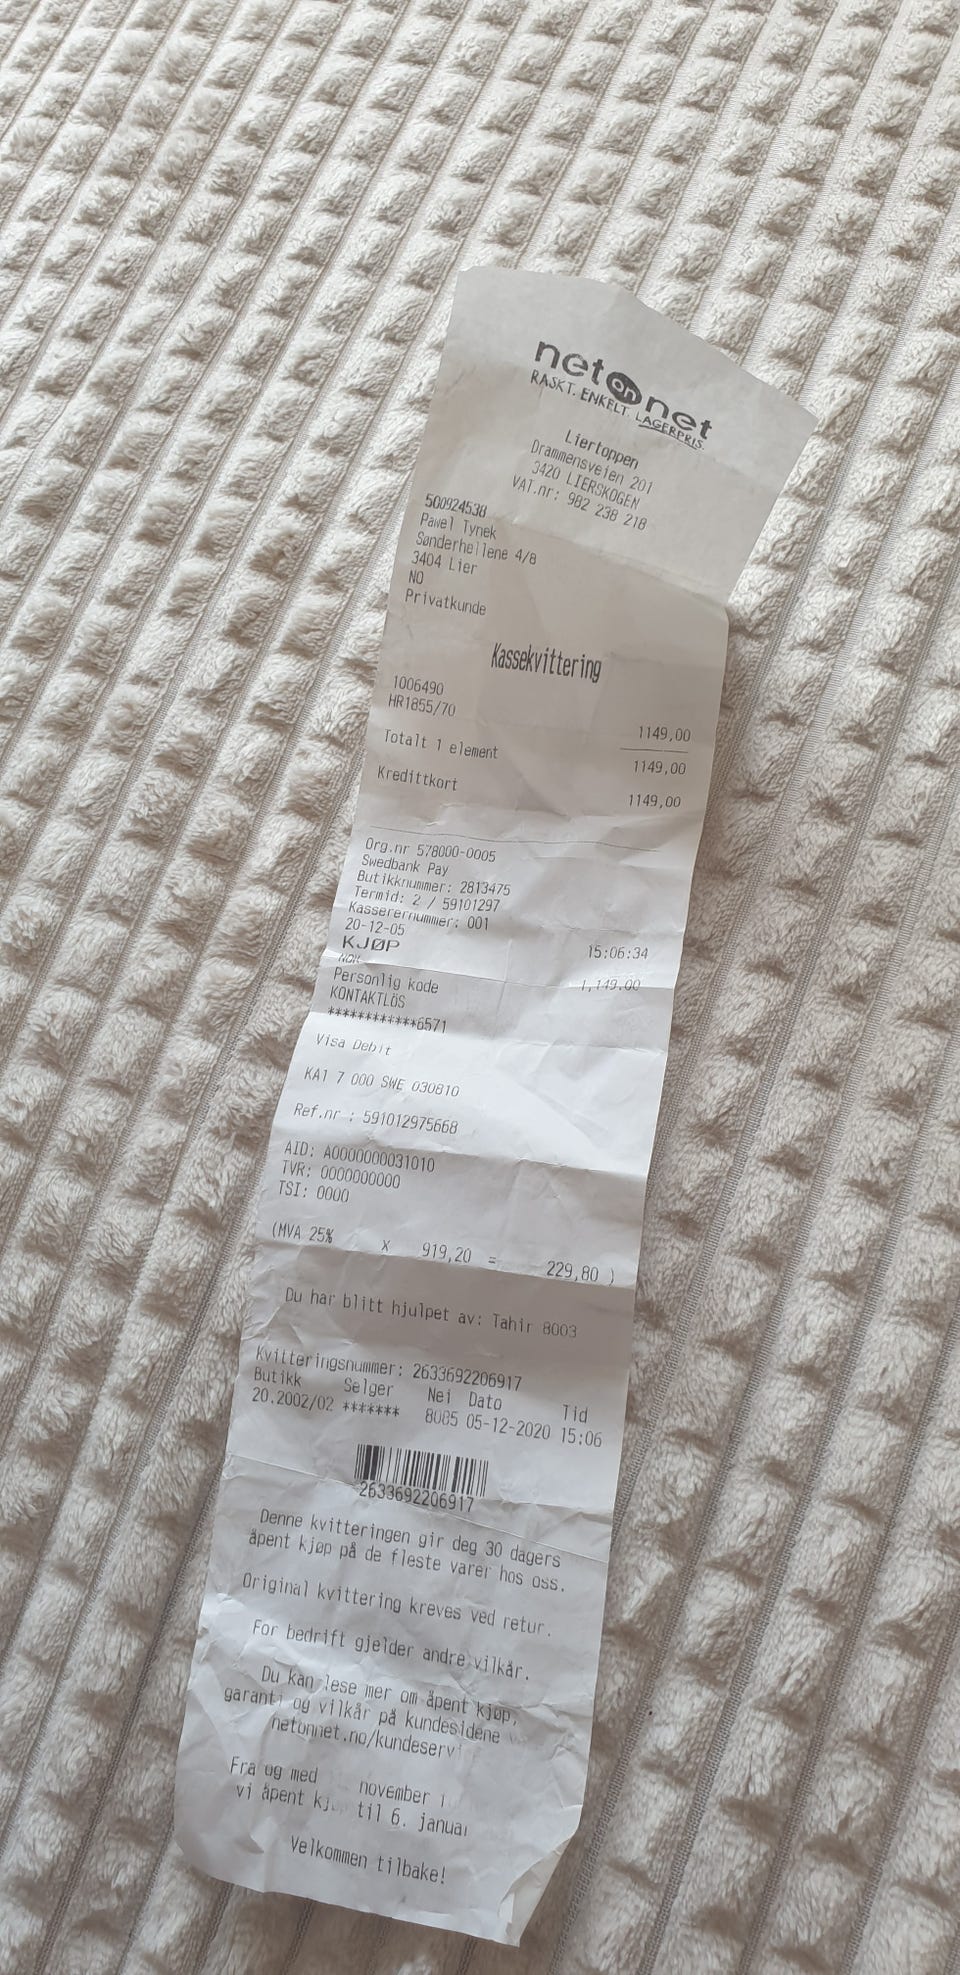 net on net
RASKT. ENKELT. LAGERPRIS.
Liertoppen
Drammensveien 201
3420 LIERSKOGEN
VAT.nr: 982 238 218
500924538
Pawel Tynek
Sønderhellene 4/8
3404 Lier
NO
Privatkunde
Kassekvittering
1006490
HR1855/70 1149,00
Totalt 1 element 1149,00
Kredittkort 1149,00
Org.nr 578000-0005
Swedbank Pay
Butikknummer: 2813475
Termid: 2 / 59101297
Kasserernummer: 001
20-12-05 15:06:34
KJØP
NOK 1,149.00
Personlig kode
KONTAKTLÖS
************6571
Visa Debit
KA1 7 000 SWE 030810
Ref.nr : 591012975668
AID: A0000000031010
TVR: 0000000000
TSI: 0000
(MVA 25% X 919,20 = 229,80 )
Du har blitt hjulpet av: Tahir 8003
Kvitteringsnummer: 2633692206917
Butikk Selger Nei Dato Tid
20.2002/02 ******* 8085 05-12-2020 15:06
2633692206917
Denne kvitteringen gir deg 30 dagers
åpent kjøp på de fleste varer hos oss.
Original kvittering kreves ved retur.
For bedrift gjelder andre vilkår.
Du kan lese mer om åpent kjøp,
garanti og vilkår på kundesidene
netonnet.no/kundeservi
Fra og med november
vi åpent til 6. januar
Velkommen tilbake!